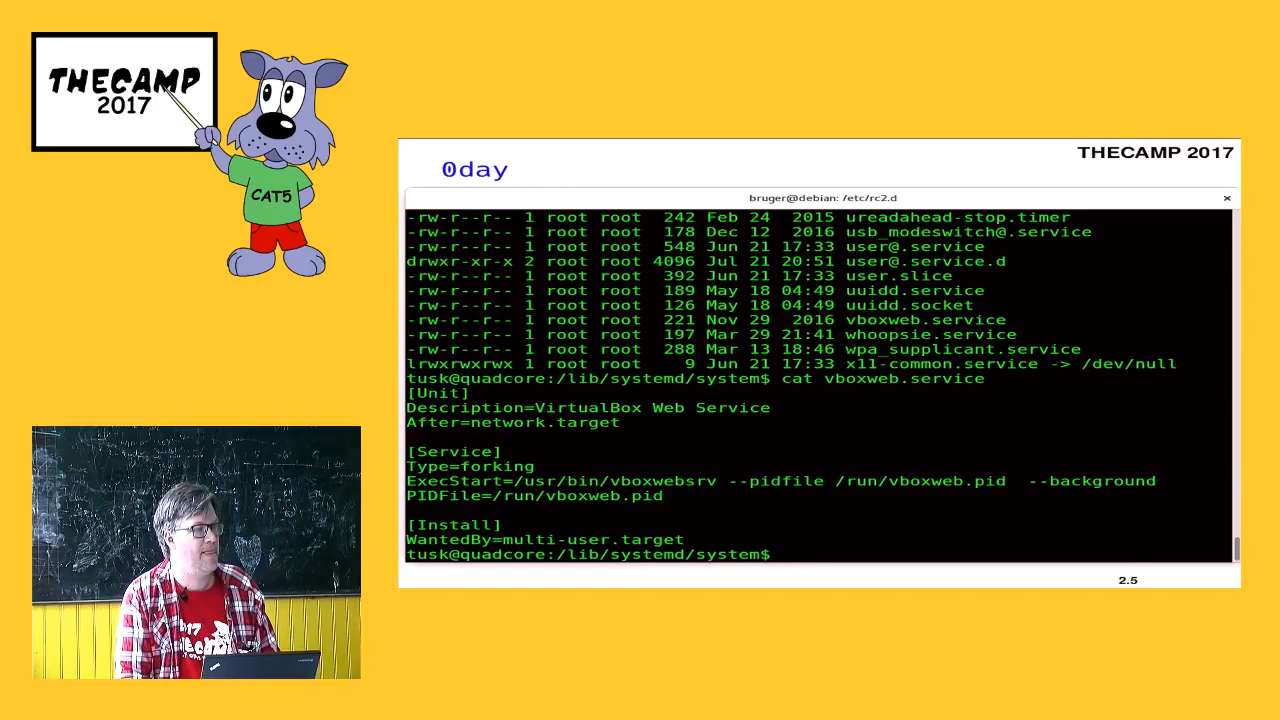 THECAMP
2017
CAT5
THECAMP 2017
0day
bruger@debian: /etc/rc2.d
×
-rw-r--r-- 1 root root   242 Feb 24  2015 ureadahead-stop.timer
-rw-r--r-- 1 root root   178 Dec 12  2016 usb_modeswitch@.service
-rw-r--r-- 1 root root   548 Jun 21 17:33 user@.service
drwxr-xr-x 2 root root  4096 Jul 21 20:51 user@.service.d
-rw-r--r-- 1 root root   392 Jun 21 17:33 user.slice
-rw-r--r-- 1 root root   189 May 18 04:49 uuidd.service
-rw-r--r-- 1 root root   126 May 18 04:49 uuidd.socket
-rw-r--r-- 1 root root   221 Nov 29  2016 vboxweb.service
-rw-r--r-- 1 root root   197 Mar 29 21:41 whoopsie.service
-rw-r--r-- 1 root root   288 Mar 13 18:46 wpa_supplicant.service
lrwxrwxrwx 1 root root     9 Jun 21 17:33 x11-common.service -> /dev/null
tusk@quadcore:/lib/systemd/system$ cat vboxweb.service
[Unit]
Description=VirtualBox Web Service
After=network.target
[Service]
Type=forking
ExecStart=/usr/bin/vboxwebsrv --pidfile /run/vboxweb.pid  --background
PIDFile=/run/vboxweb.pid
[Install]
WantedBy=multi-user.target
tusk@quadcore:/lib/systemd/system$
2.5